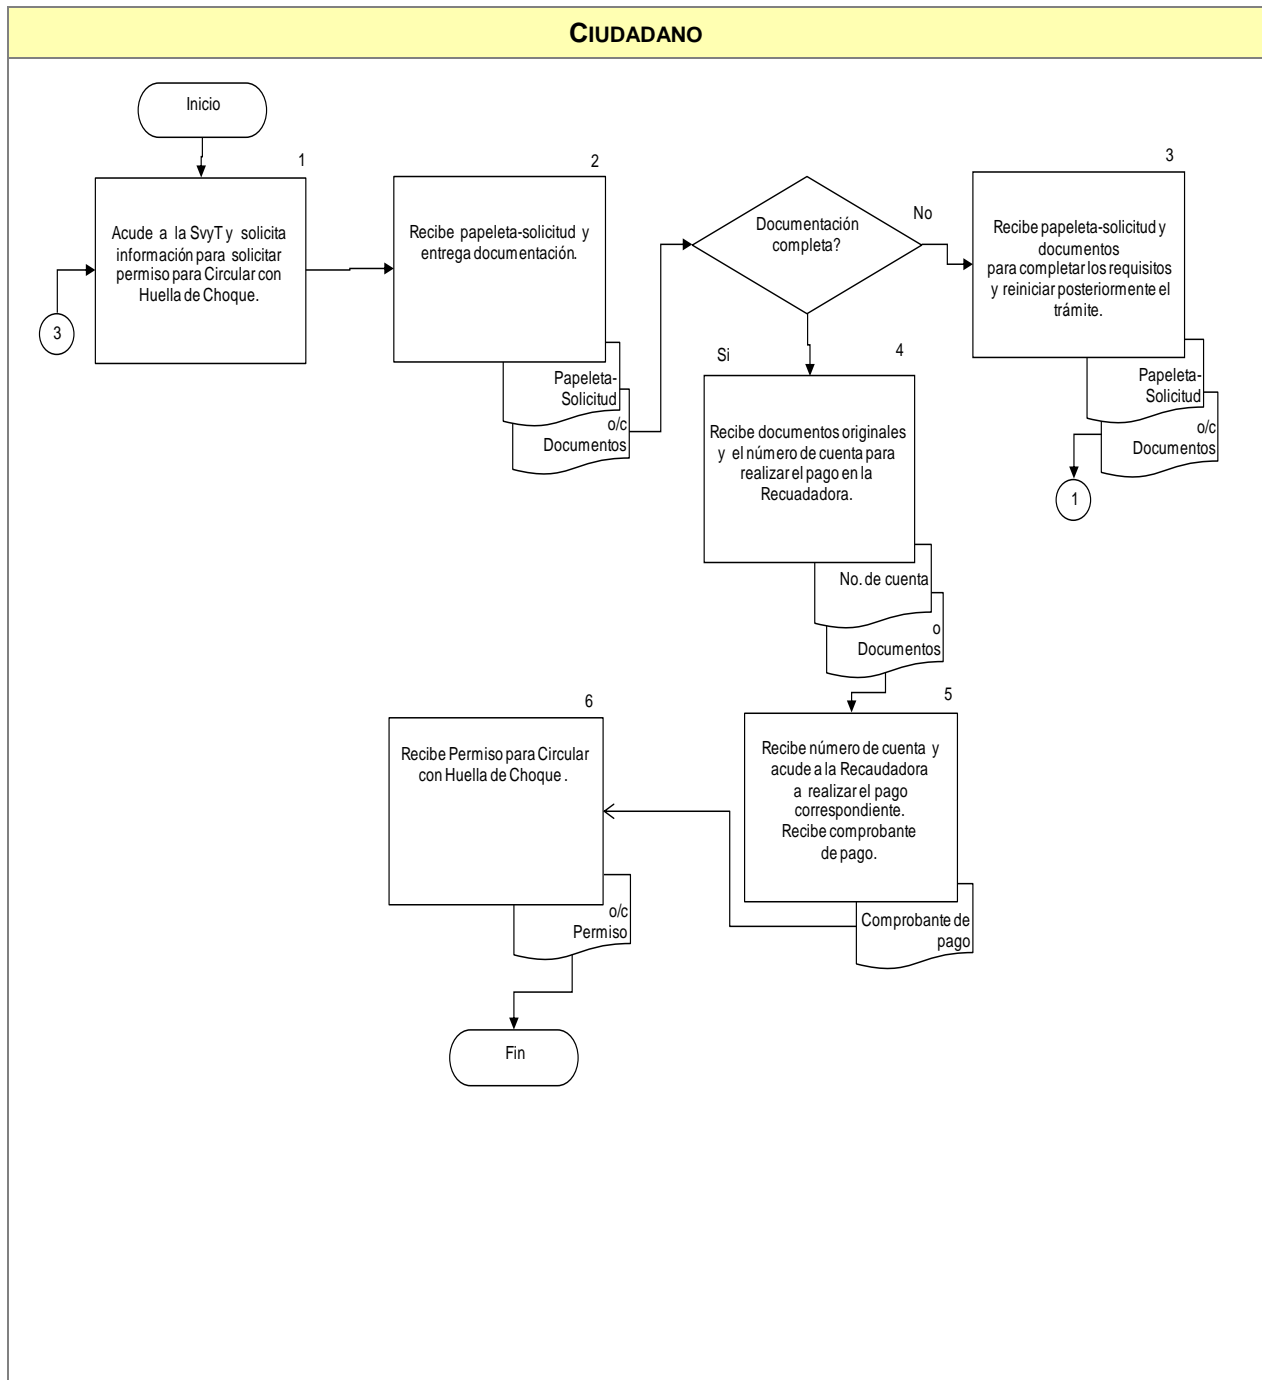 CIUDADANO
Inicio
1
Acude a la SvyT y solicita
información para solicitar
permiso para Circular con
Huella de Choque.
3
2
Recibe papeleta-solicitud y
entrega documentación.
Papeleta-
Solicitud
o/c
Documentos
Documentación
completa?
No
Si
3
Recibe papeleta-solicitud y
documentos
para completar los requisitos
y reiniciar posteriormente el
trámite.
Papeleta-
Solicitud
o/c
Documentos
1
4
Recibe documentos originales
y el número de cuenta para
realizar el pago en la
Recuadadora.
No. de cuenta
o
Documentos
5
Recibe número de cuenta y
acude a la Recaudadora
a realizar el pago
correspondiente.
Recibe comprobante
de pago.
Comprobante de
pago
6
Recibe Permiso para Circular
con Huella de Choque .
o/c
Permiso
Fin